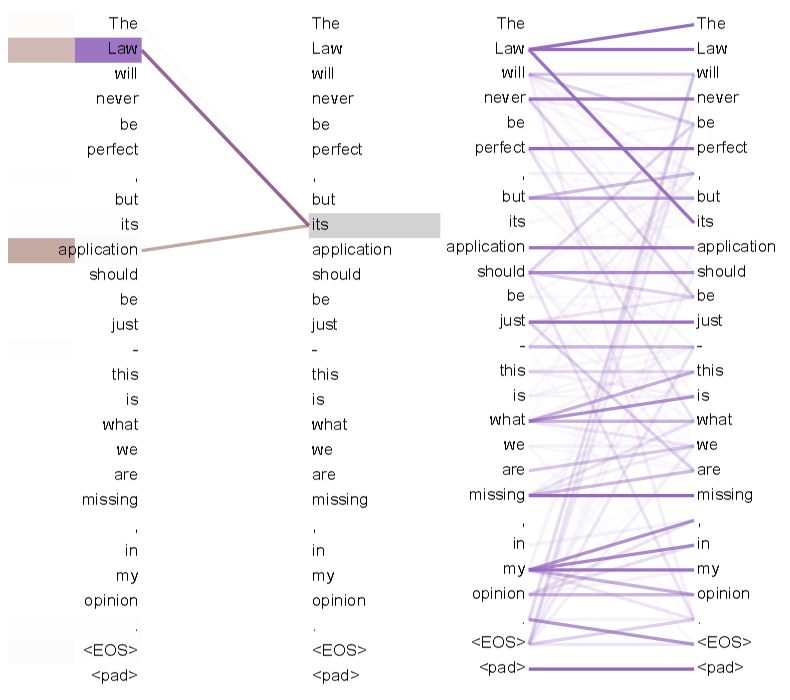 The The The The
Law Law Law Law
will will will will
never never never never
be be be be
perfect perfect perfect perfect
, , , ,
but but but but
its its its its
application application application application
should should should should
be be be be
just just just just
- - - -
this this this this
is is is is
what what what what
we we we we
are are are are
missing missing missing missing
, , , ,
in in in in
my my my my
opinion opinion opinion opinion
. . . .
<EOS> <EOS> <EOS> <EOS>
<pad> <pad> <pad> <pad>